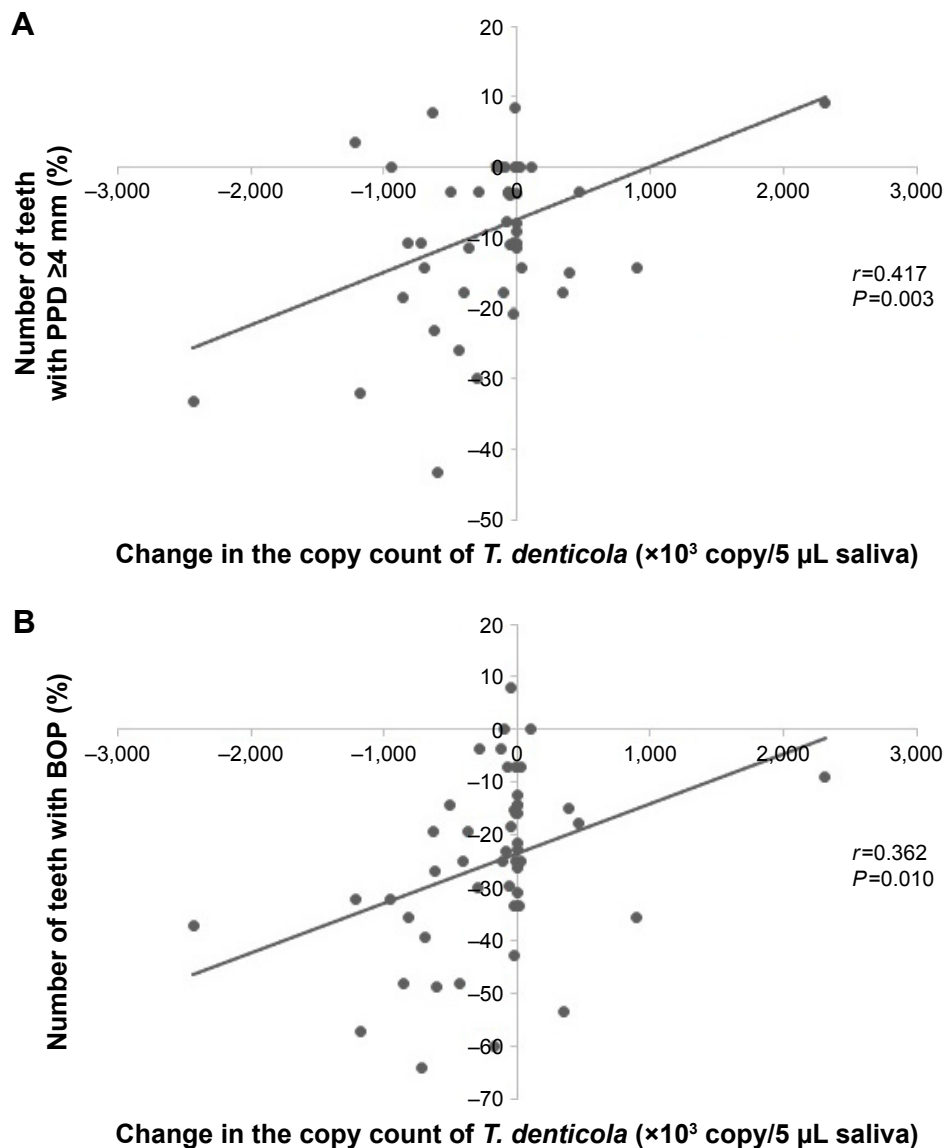 A
20
10
0
–3,000 –2,000 –1,000 0 1,000 2,000 3,000
–10
–20
–30
–40
–50
Number of teeth
with PPD ≥4 mm (%)
r=0.417
P=0.003
Change in the copy count of T. denticola (×10³ copy/5 µL saliva)
B
20
10
0
–3,000 –2,000 –1,000 0 1,000 2,000 3,000
–10
–20
–30
–40
–50
–60
–70
Number of teeth with BOP (%)
r=0.362
P=0.010
Change in the copy count of T. denticola (×10³ copy/5 µL saliva)